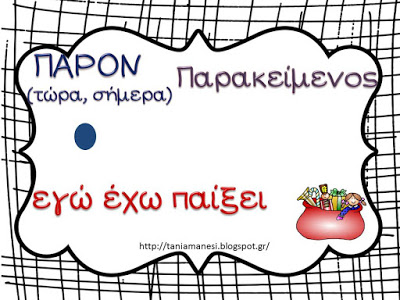 ΠΑΡΟΝ
Παρακείμενος
(τώρα, σήμερα)
εγώ έχω παίξει
http://taniamanesi.blogspot.gr/